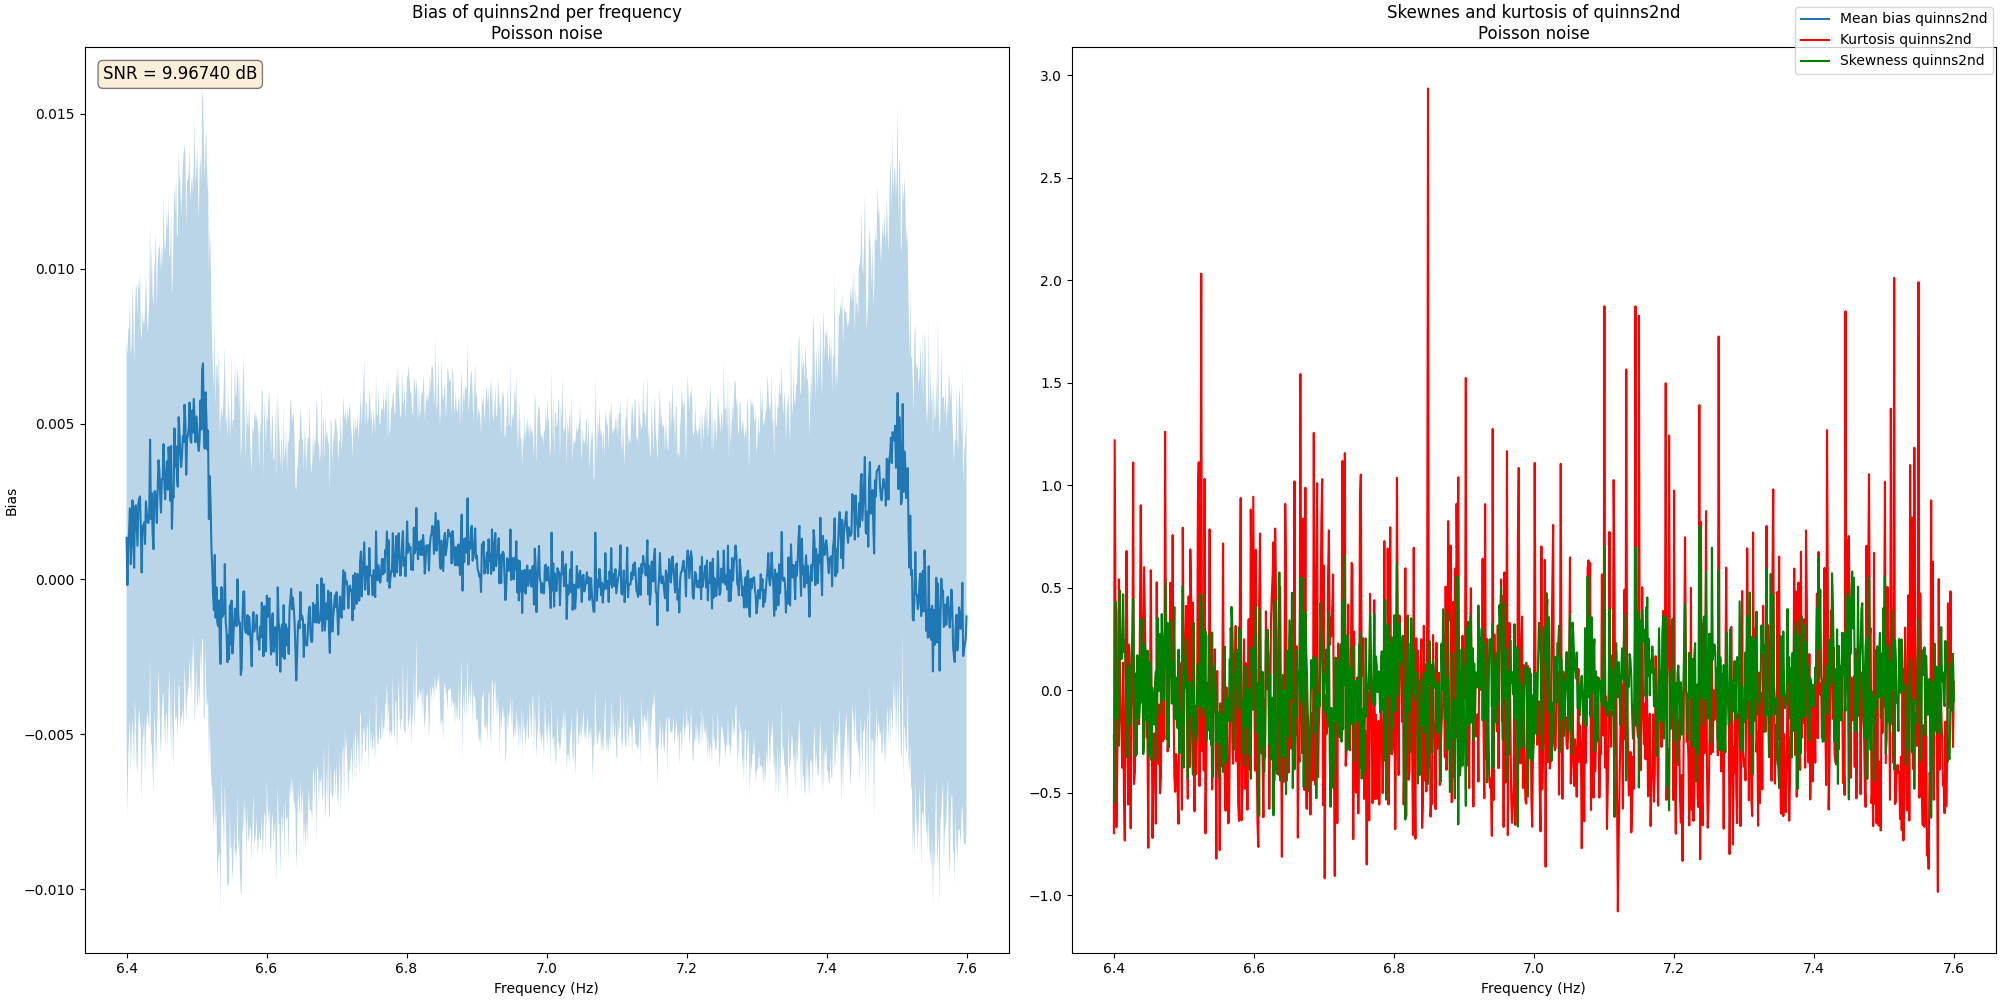 Bias of quinns2nd per frequency
Poisson noise
SNR = 9.96740 dB
0.015
0.010
0.005
0.000
−0.005
−0.010
Bias
6.4 6.6 6.8 7.0 7.2 7.4 7.6
Frequency (Hz)
Skewnes and kurtosis of quinns2nd
Poisson noise
Mean bias quinns2nd
Kurtosis quinns2nd
Skewness quinns2nd
3.0
2.5
2.0
1.5
1.0
0.5
0.0
−0.5
−1.0
6.4 6.6 6.8 7.0 7.2 7.4 7.6
Frequency (Hz)